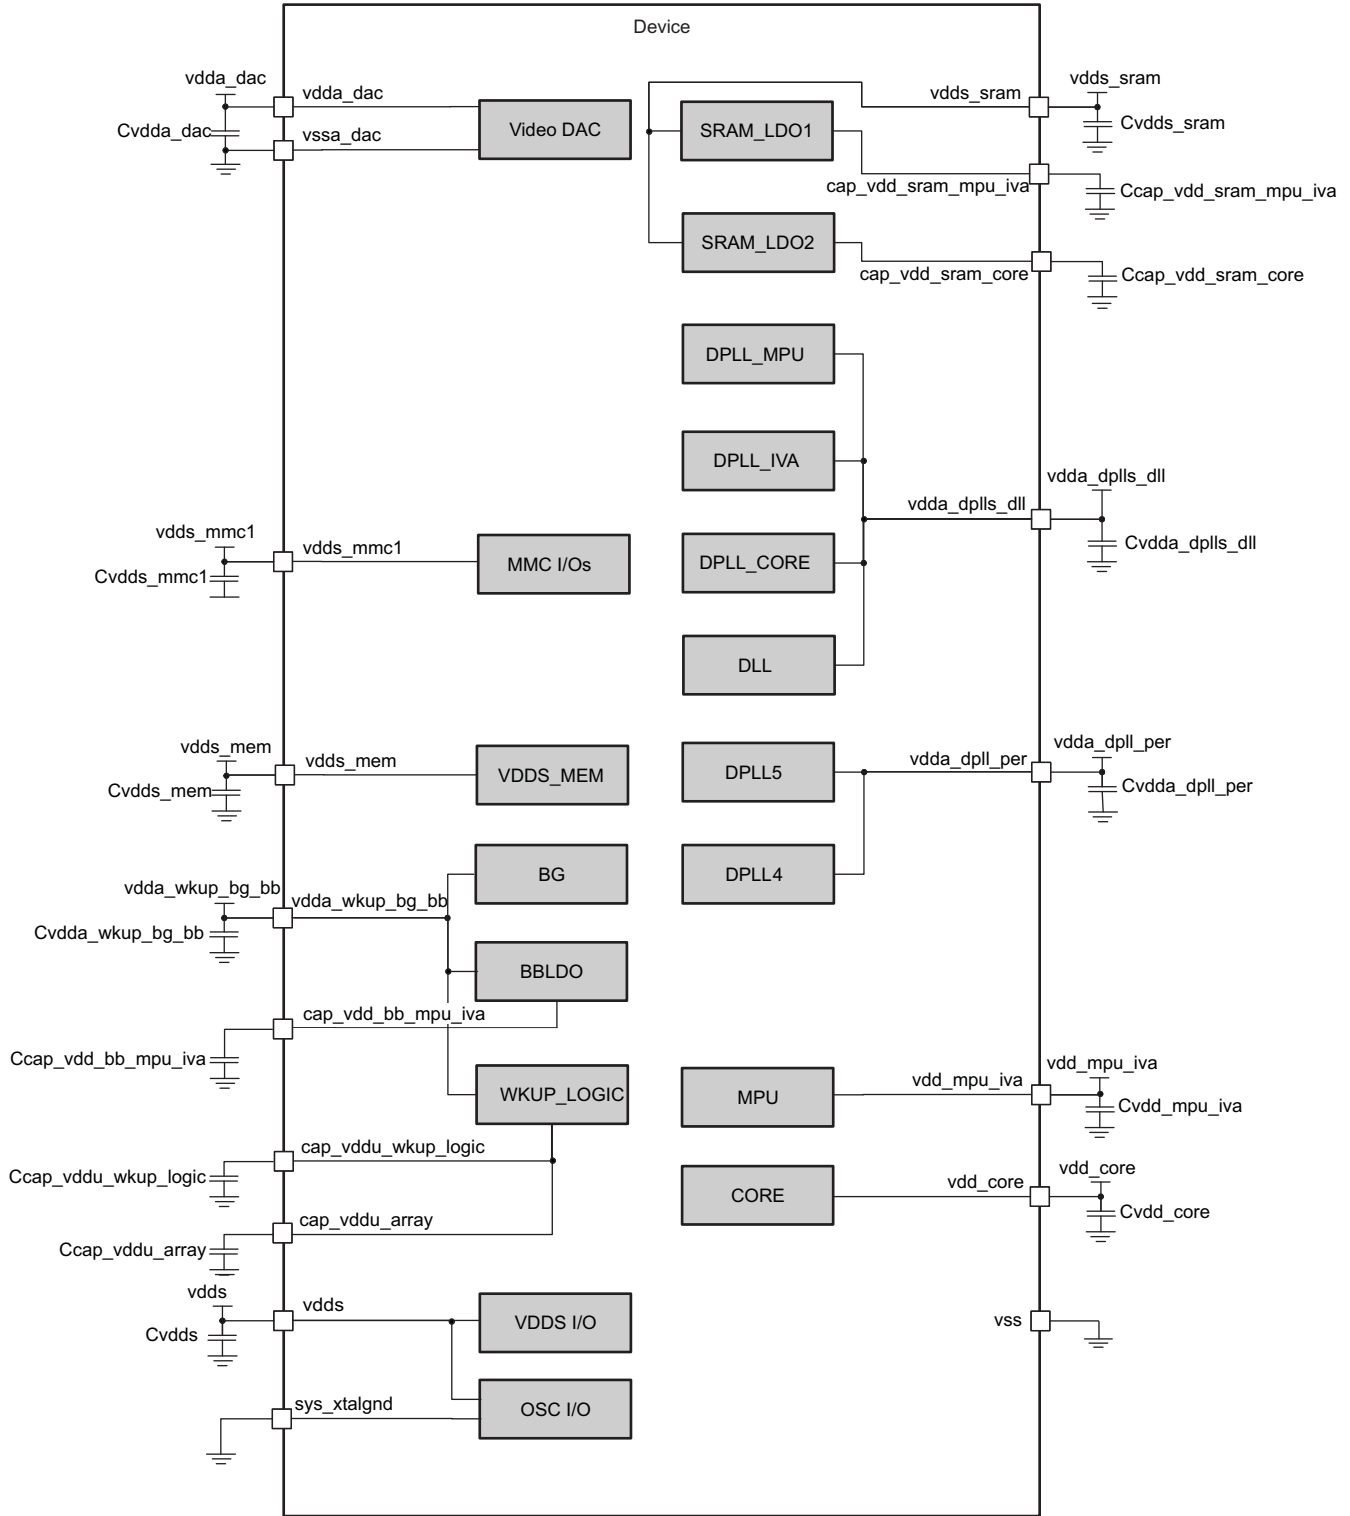 Device
vdda_dac
vdda_dac
Cvdda_dac
vssa_dac
Video DAC
SRAM_LDO1
vdds_sram
vdds_sram
Cvdds_sram
cap_vdd_sram_mpu_iva
Ccap_vdd_sram_mpu_iva
SRAM_LDO2
cap_vdd_sram_core
Ccap_vdd_sram_core
DPLL_MPU
DPLL_IVA
vdda_dplls_dll
vdda_dplls_dll
Cvdda_dplls_dll
vdds_mmc1
vdds_mmc1
Cvdds_mmc1
MMC I/Os
DPLL_CORE
DLL
vdds_mem
vdds_mem
Cvdds_mem
VDDS_MEM
DPLL5
vdda_dpll_per
vdda_dpll_per
Cvdda_dpll_per
BG
DPLL4
vdda_wkup_bg_bb
vdda_wkup_bg_bb
Cvdda_wkup_bg_bb
BBLDO
cap_vdd_bb_mpu_iva
Ccap_vdd_bb_mpu_iva
WKUP_LOGIC
MPU
vdd_mpu_iva
vdd_mpu_iva
Cvdd_mpu_iva
cap_vddu_wkup_logic
Ccap_vddu_wkup_logic
CORE
vdd_core
vdd_core
Cvdd_core
cap_vddu_array
Ccap_vddu_array
vdds
vdds
Cvdds
VDDS I/O
vss
sys_xtalgnd
OSC I/O